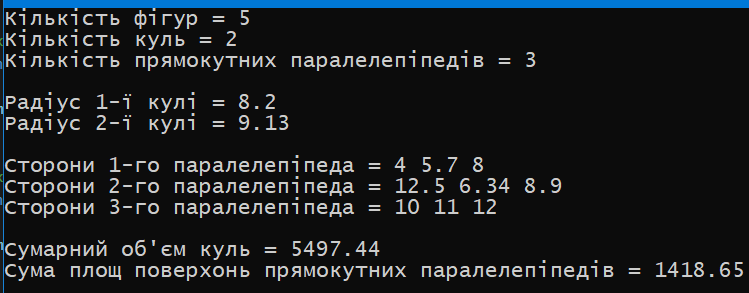 Кількість фігур = 5
Кількість куль = 2
Кількість прямокутних паралелепіпедів = 3
Радіус 1-ї кулі = 8.2
Радіус 2-ї кулі = 9.13
Сторони 1-го паралелепіпеда = 4 5.7 8
Сторони 2-го паралелепіпеда = 12.5 6.34 8.9
Сторони 3-го паралелепіпеда = 10 11 12
Сумарний об'єм куль = 5497.44
Сума площ поверхонь прямокутних паралелепіпедів = 1418.65